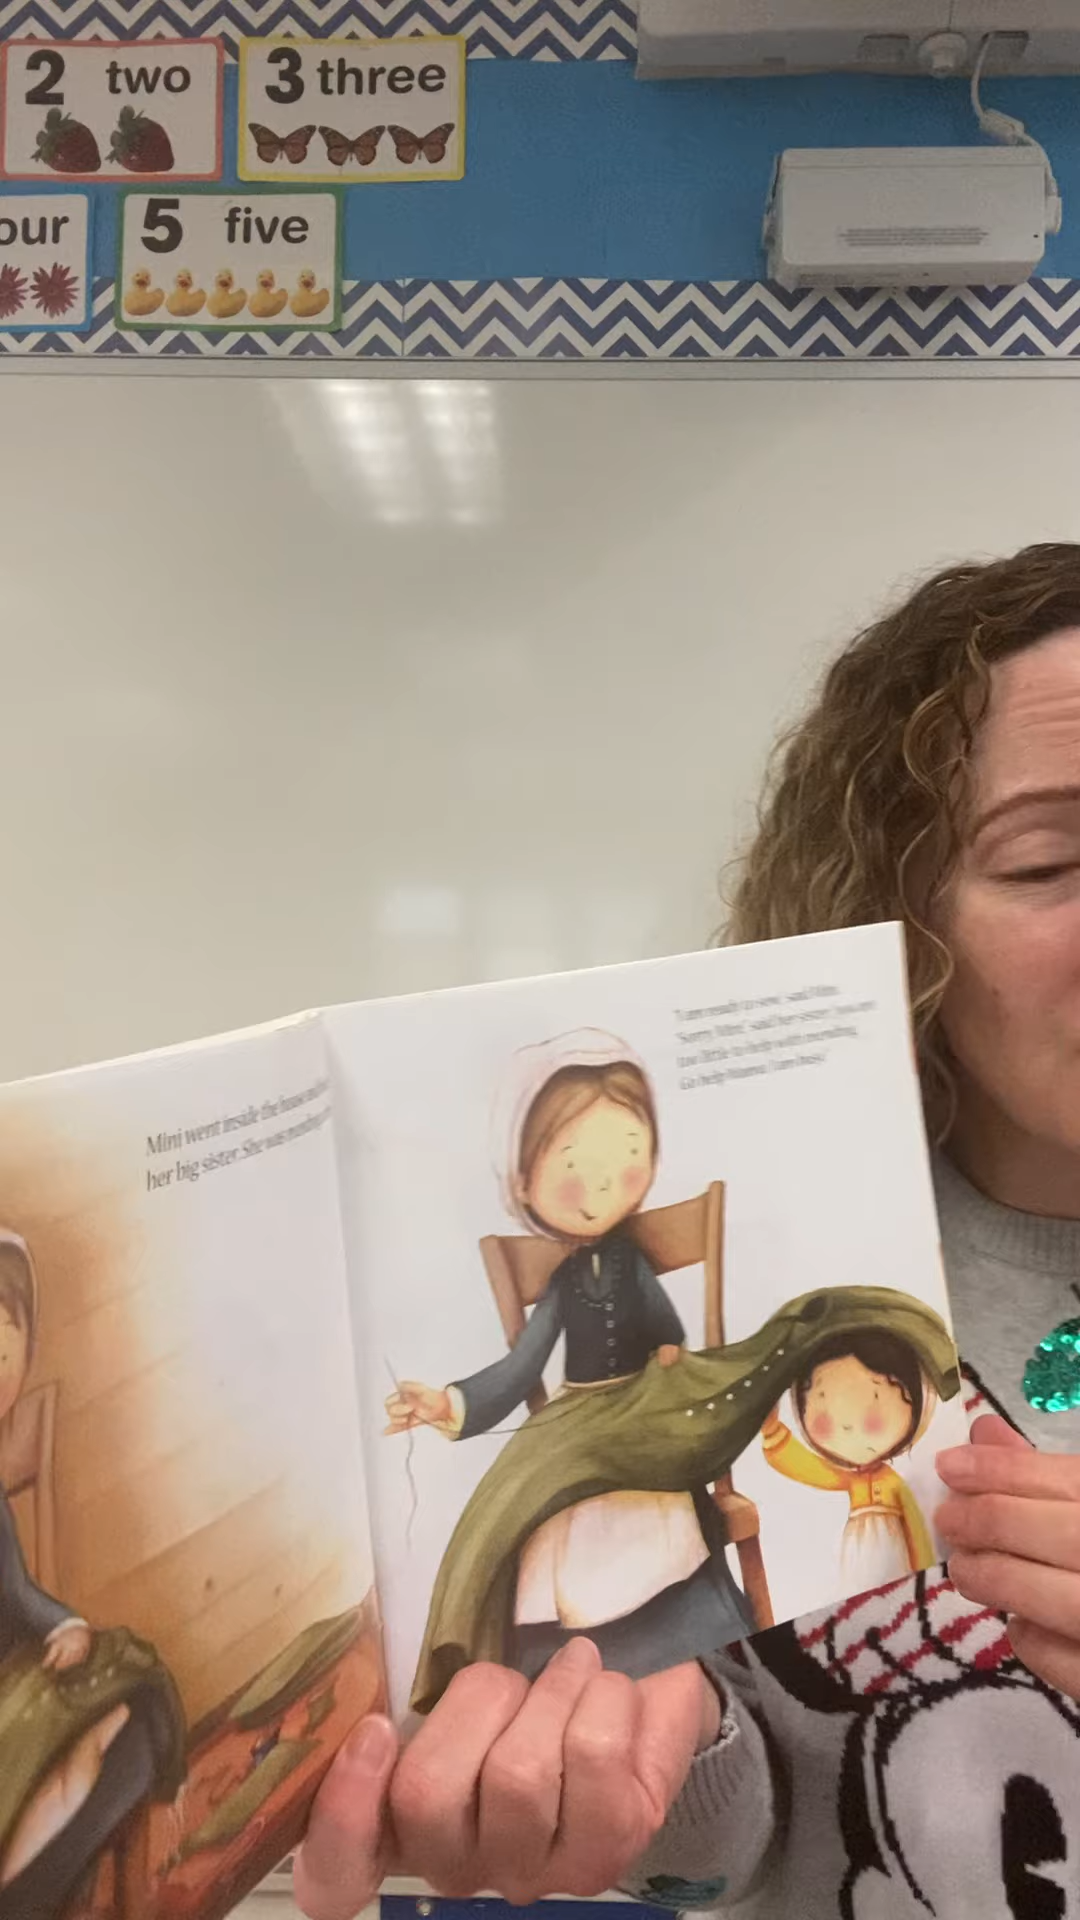 2 two
3 three
our
5 five
Mini went inside the house and
her big sister. She was mending
"I am ready to sew," said Mini.
"Sorry Mini," said her sister, "you are
too little to help with mending.
Go help Mama, I am busy."